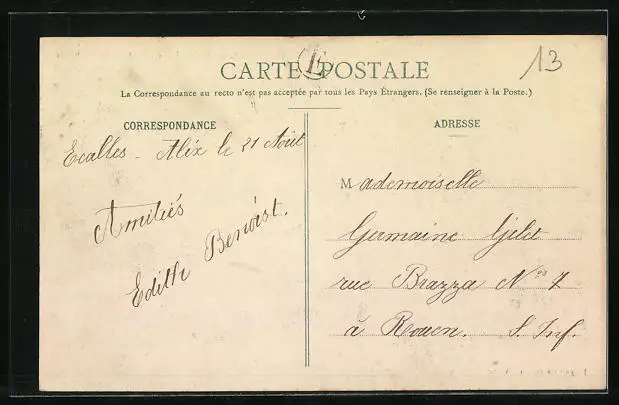 13
CARTE POSTALE
La Correspondance au recto n'est pas acceptée par tous les Pays Étrangers. (Se renseigner à la Poste.)
CORRESPONDANCE
Ecalles - Alix le 21 Août
Amitiés
Edith Benoist.
ADRESSE
Mademoiselle
Germaine Gilet
rue Brazza Nos 7
à Rouen. S. Inf.